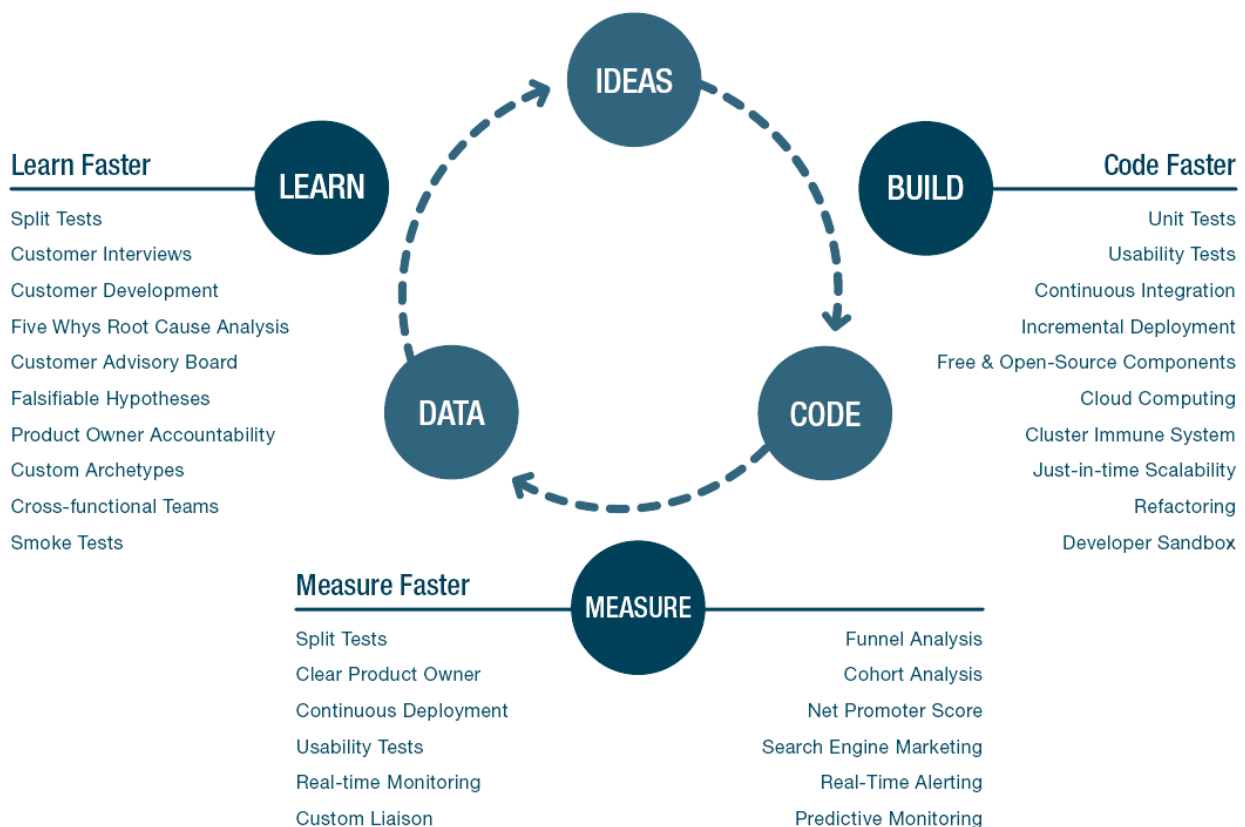 IDEAS
Learn Faster
LEARN
Split Tests
Customer Interviews
Customer Development
Five Whys Root Cause Analysis
Customer Advisory Board
Falsifiable Hypotheses
Product Owner Accountability
Custom Archetypes
Cross-functional Teams
Smoke Tests
BUILD
Code Faster
Unit Tests
Usability Tests
Continuous Integration
Incremental Deployment
Free & Open-Source Components
Cloud Computing
Cluster Immune System
Just-in-time Scalability
Refactoring
Developer Sandbox
DATA
CODE
Measure Faster
MEASURE
Split Tests
Clear Product Owner
Continuous Deployment
Usability Tests
Real-time Monitoring
Custom Liaison
Funnel Analysis
Cohort Analysis
Net Promoter Score
Search Engine Marketing
Real-Time Alerting
Predictive Monitoring